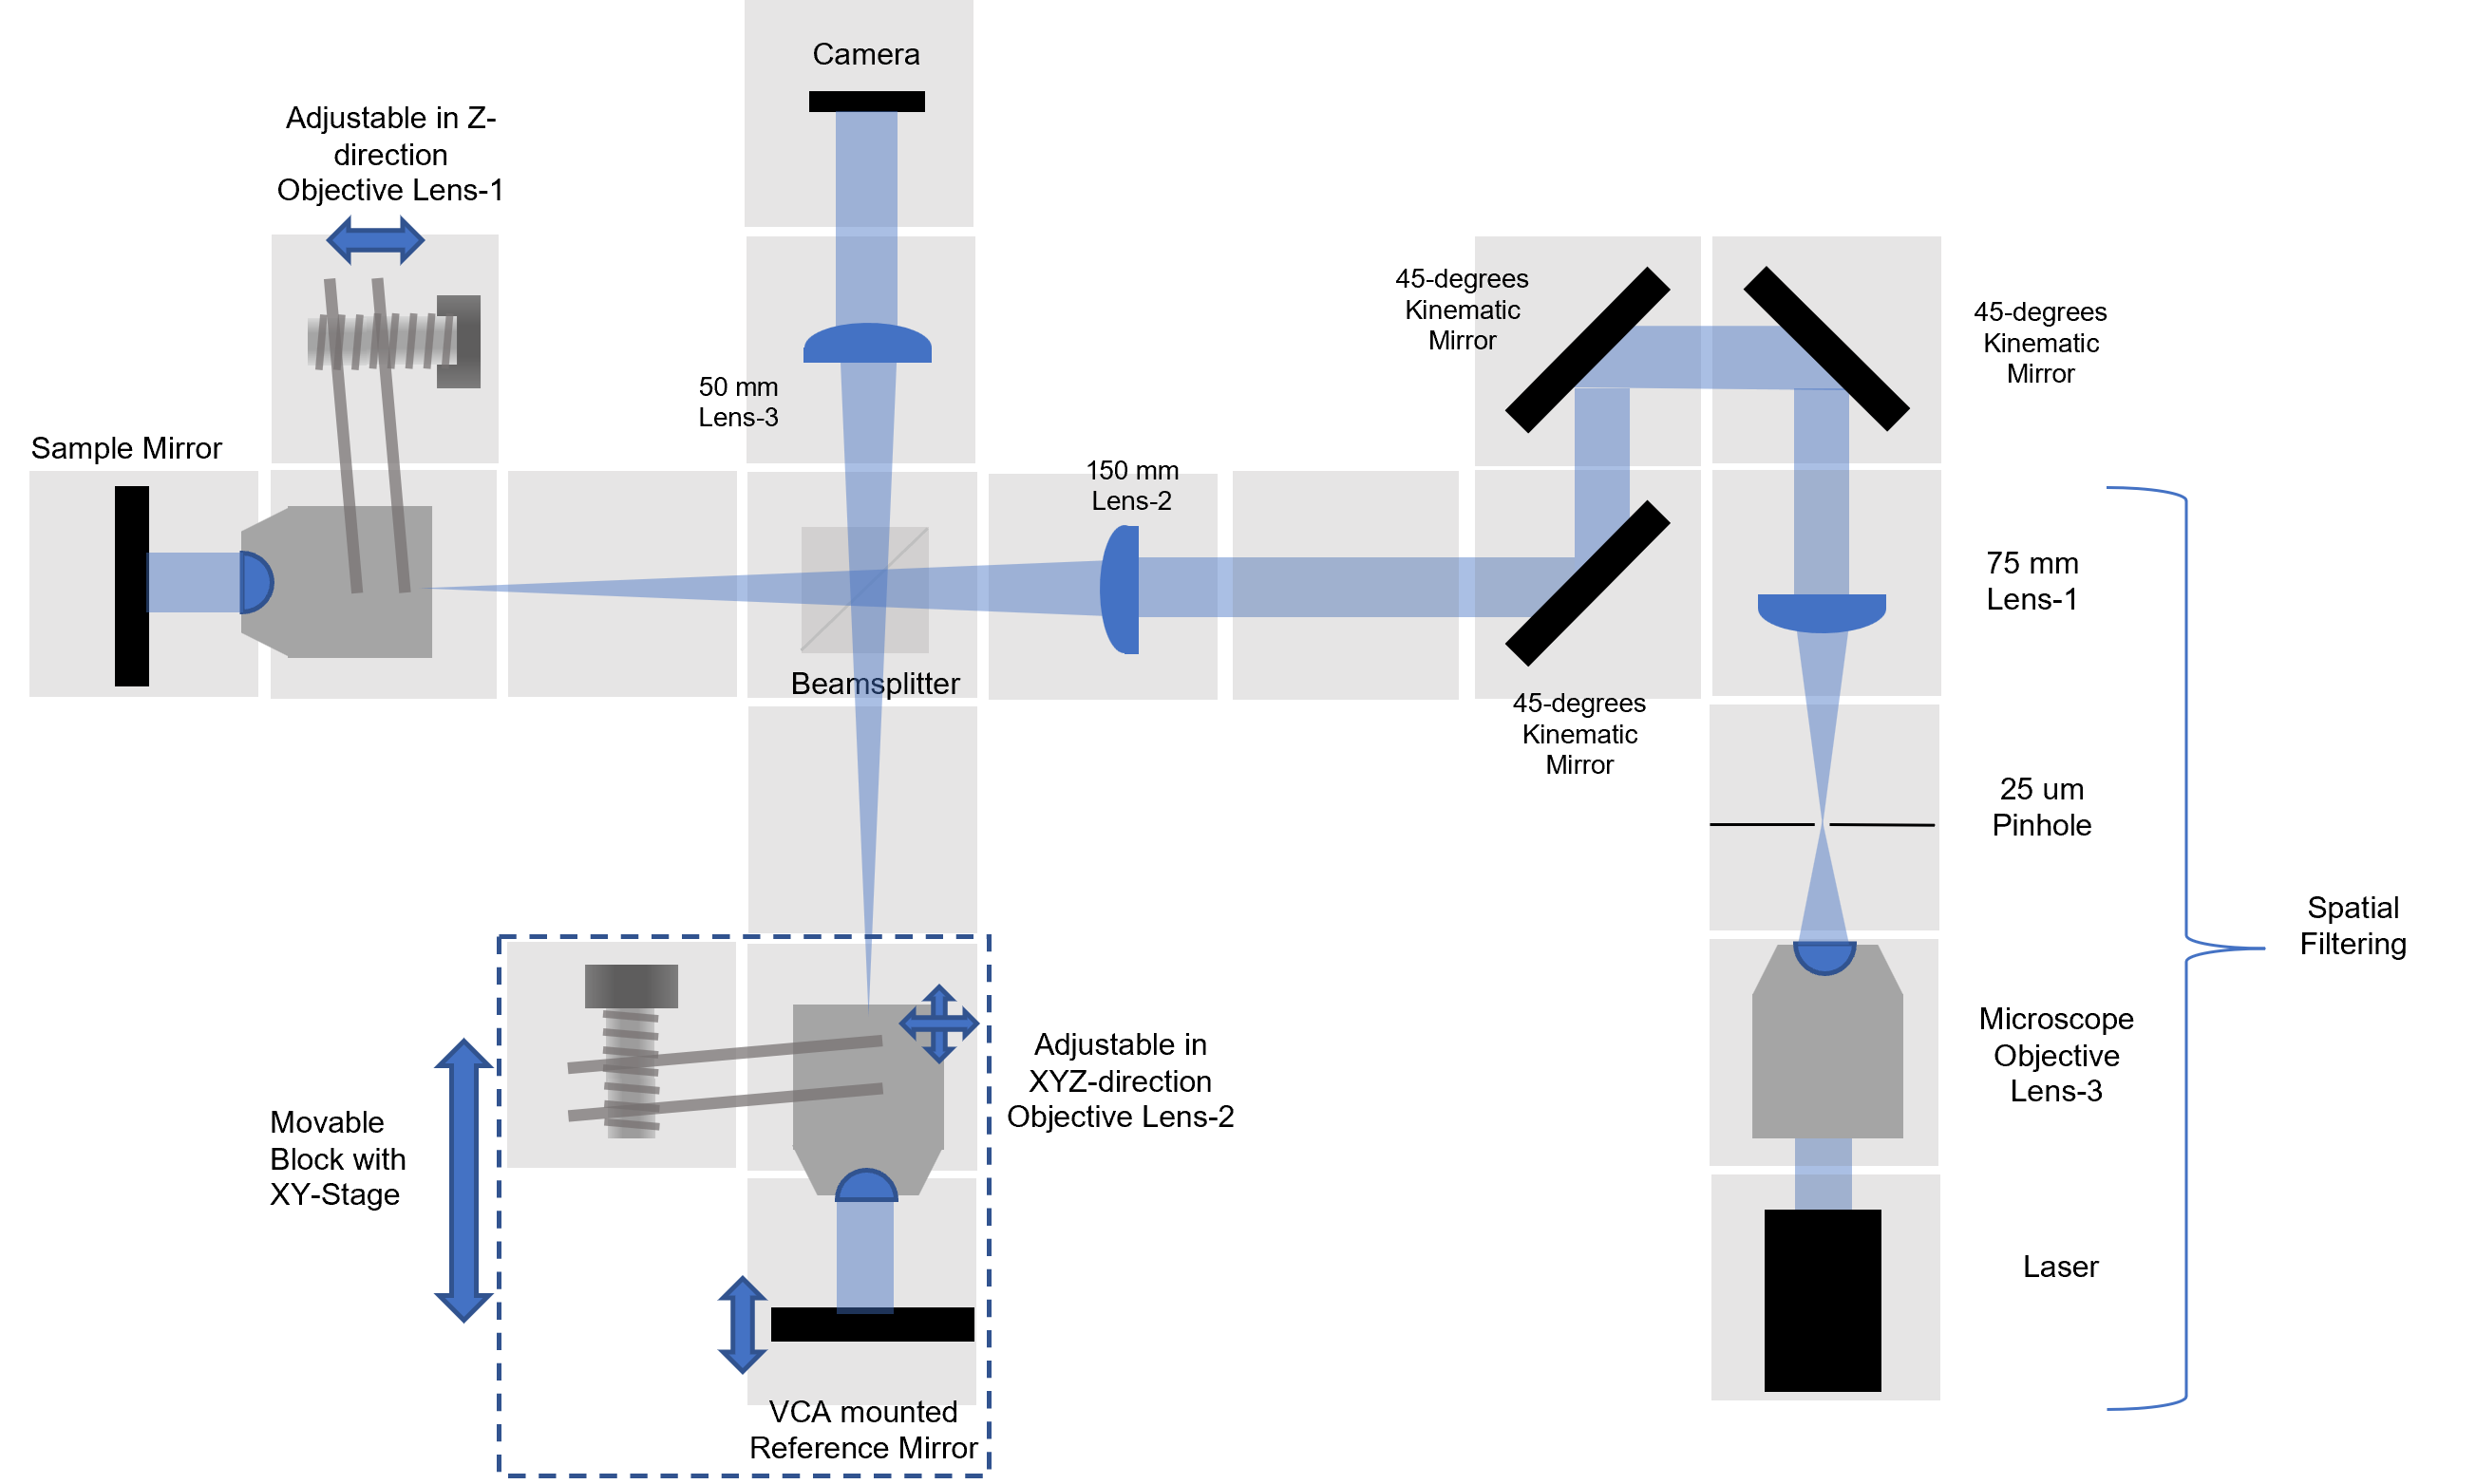 Camera
Adjustable in Z-
direction
Objective Lens-1
45-degrees
Kinematic
Mirror
45-degrees
Kinematic
Mirror
50 mm
Lens-3
Sample Mirror
150 mm
Lens-2
75 mm
Lens-1
Beamsplitter
45-degrees
Kinematic
Mirror
25 um
Pinhole
Spatial
Filtering
Microscope
Objective
Lens-3
Adjustable in
XYZ-direction
Objective Lens-2
Movable
Block with
XY-Stage
Laser
VCA mounted
Reference Mirror